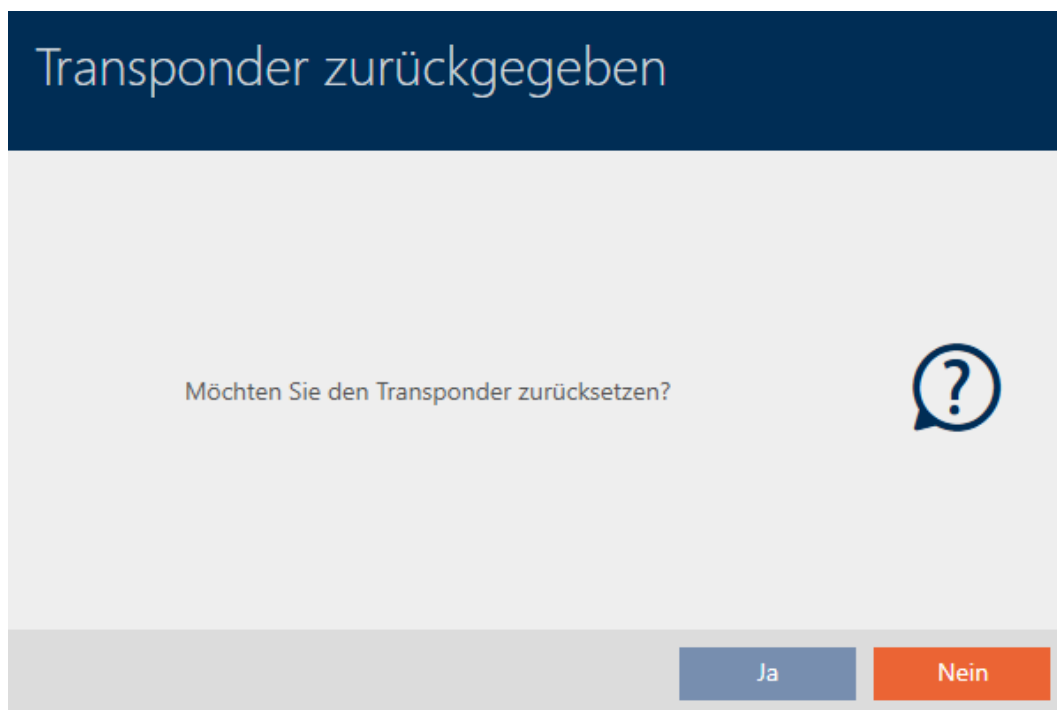 Transponder zurückgegeben
Möchten Sie den Transponder zurücksetzen?
?
Ja
Nein